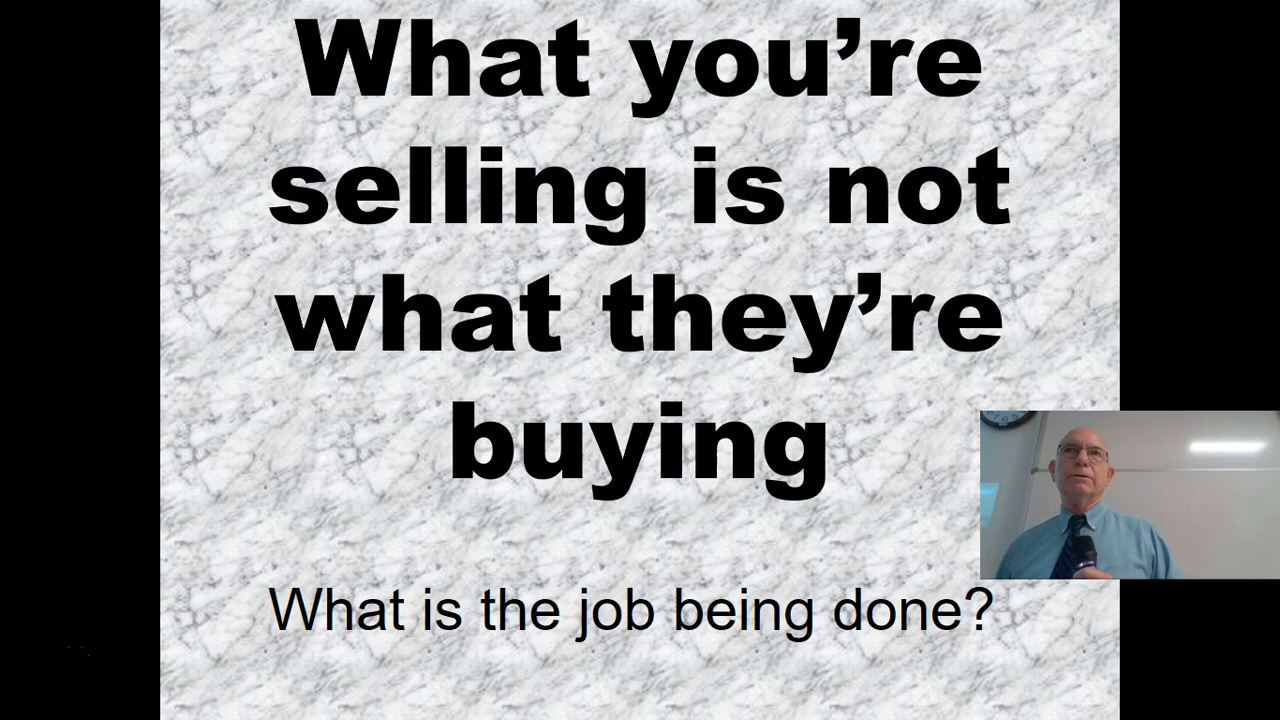 What you’re
selling is not
what they’re
buying
What is the job being done?